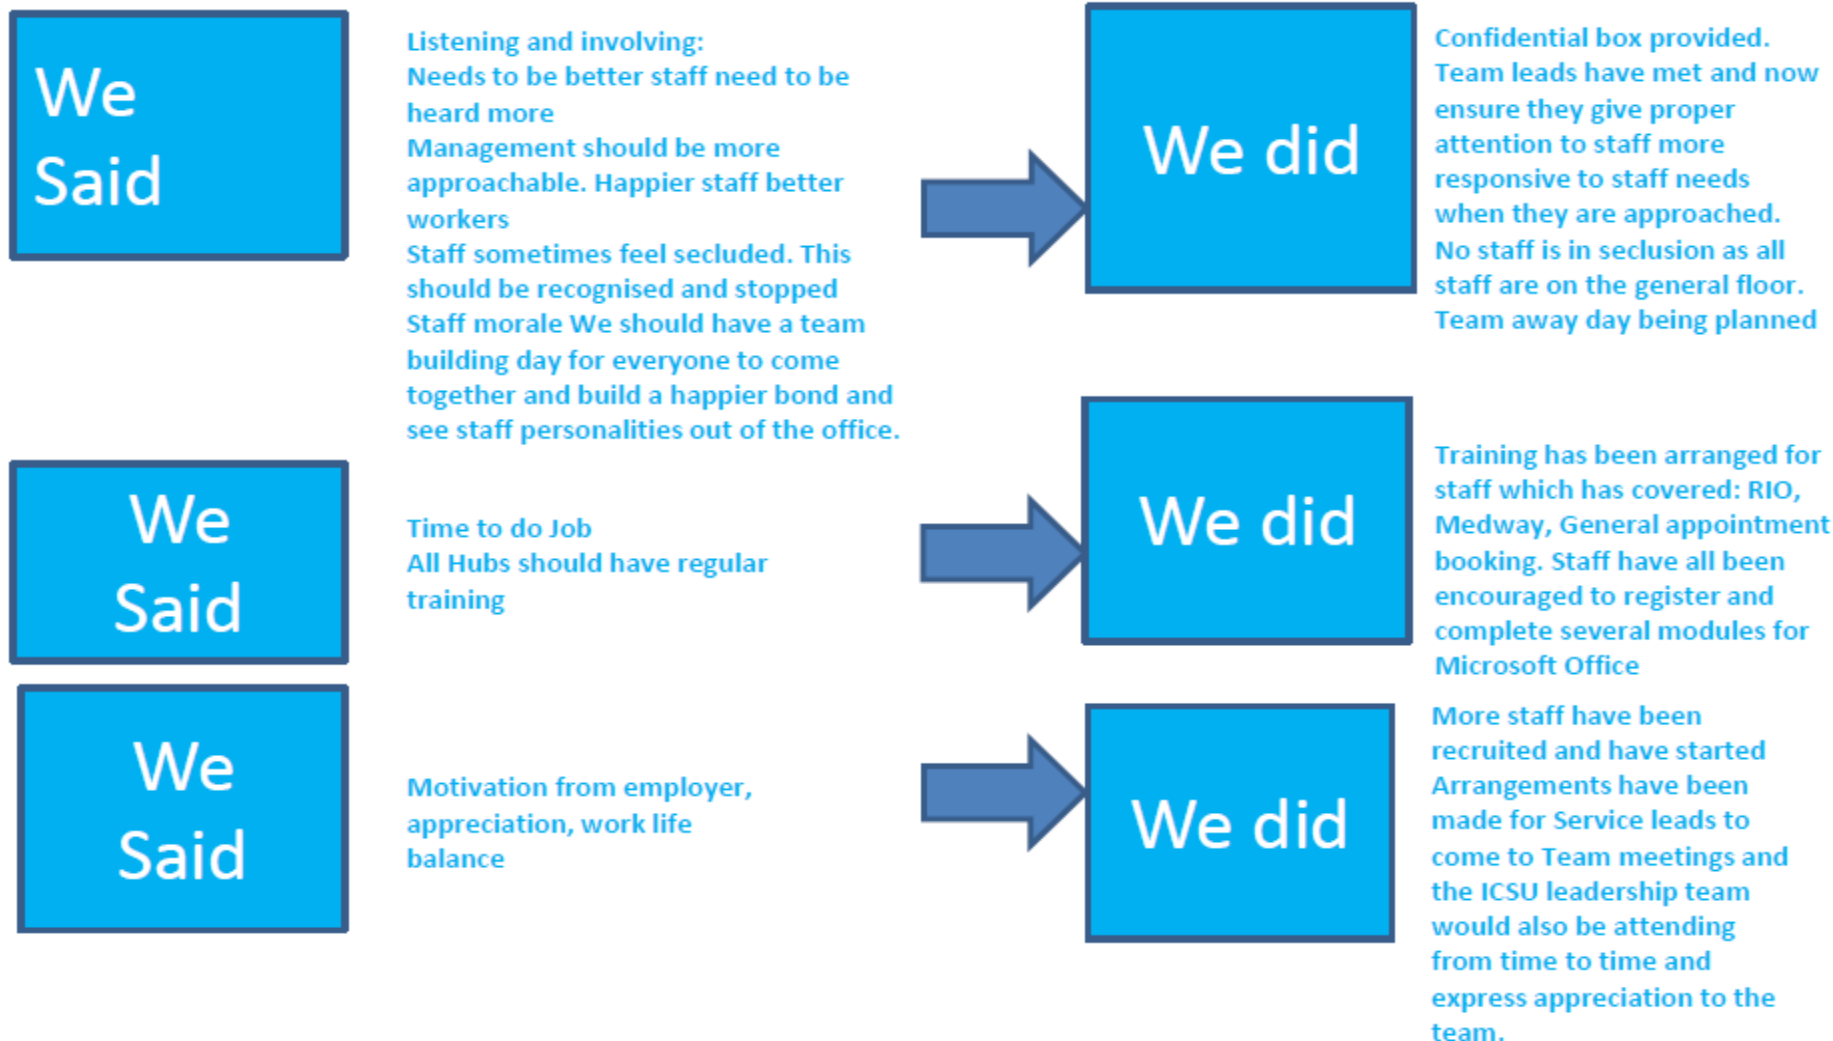 We
Said
Listening and involving:
Needs to be better staff need to be
heard more
Management should be more
approachable. Happier staff better
workers
Staff sometimes feel secluded. This
should be recognised and stopped
Staff morale We should have a team
building day for everyone to come
together and build a happier bond and
see staff personalities out of the office.
We did
Confidential box provided.
Team leads have met and now
ensure they give proper
attention to staff more
responsive to staff needs
when they are approached.
No staff is in seclusion as all
staff are on the general floor.
Team away day being planned
We
Said
Time to do Job
All Hubs should have regular
training
We did
Training has been arranged for
staff which has covered: RIO,
Medway, General appointment
booking. Staff have all been
encouraged to register and
complete several modules for
Microsoft Office
We
Said
Motivation from employer,
appreciation, work life
balance
We did
More staff have been
recruited and have started
Arrangements have been
made for Service leads to
come to Team meetings and
the ICSU leadership team
would also be attending
from time to time and
express appreciation to the
team.